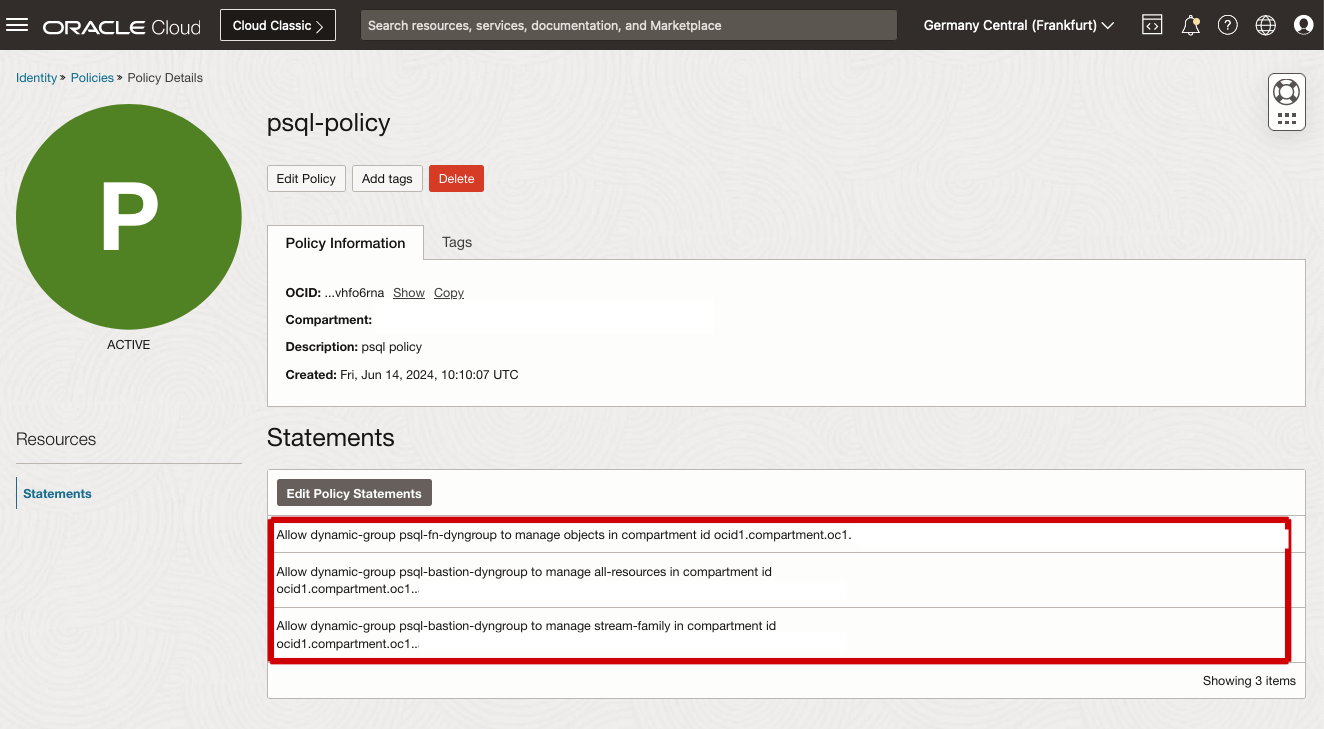 ORACLE Cloud
Cloud Classic
Search resources, services, documentation, and Marketplace
Germany Central (Frankfurt)
Identity » Policies » Policy Details
P
ACTIVE
psql-policy
Edit Policy
Add tags
Delete
Policy Information
Tags
OCID: ...vhfo6rna Show Copy
Compartment:
Description: psql policy
Created: Fri, Jun 14, 2024, 10:10:07 UTC
Resources
Statements
Statements
Edit Policy Statements
Allow dynamic-group psql-fn-dyngroup to manage objects in compartment id ocid1.compartment.oc1.
Allow dynamic-group psql-bastion-dyngroup to manage all-resources in compartment id
ocid1.compartment.oc1..
Allow dynamic-group psql-bastion-dyngroup to manage stream-family in compartment id
ocid1.compartment.oc1..
Showing 3 items